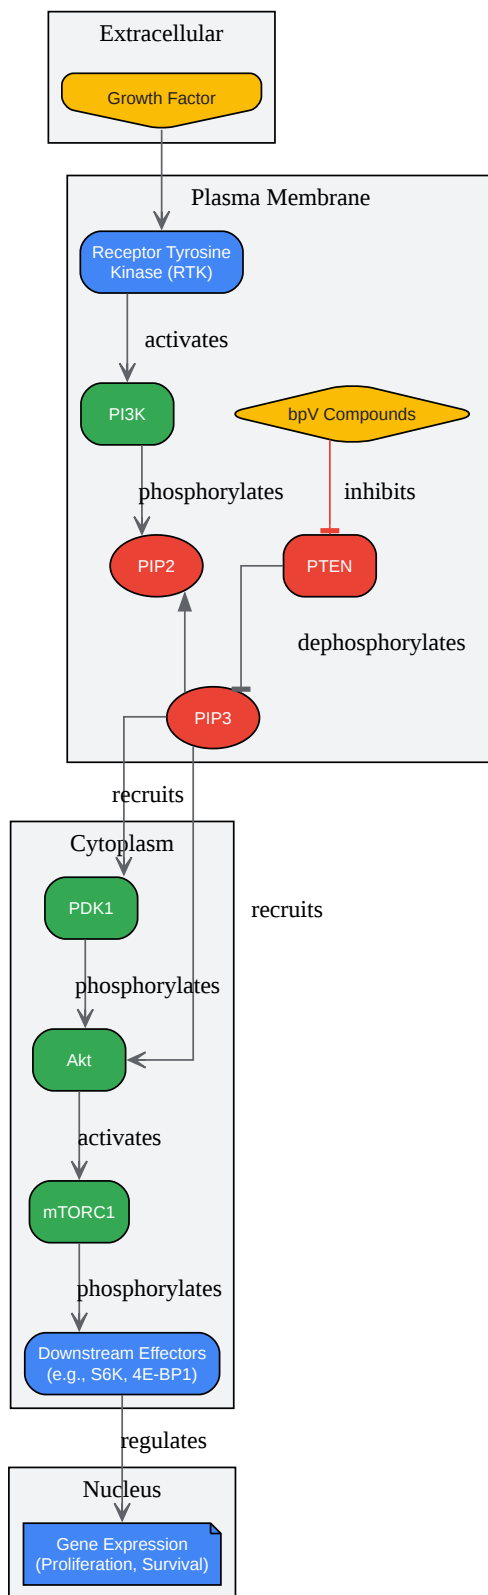 Extracellular
Growth Factor
Plasma Membrane
Receptor Tyrosine
Kinase (RTK)
activates
PI3K
bpV Compounds
phosphorylates
inhibits
PIP2
PTEN
dephosphorylates
PIP3
recruits
Cytoplasm
PDK1
recruits
phosphorylates
Akt
activates
mTORC1
phosphorylates
Downstream Effectors
(e.g., S6K, 4E-BP1)
regulates
Nucleus
Gene Expression
(Proliferation, Survival)